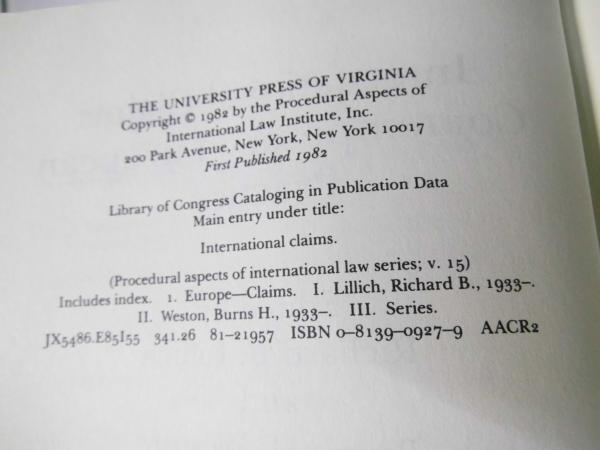 THE UNIVERSITY PRESS OF VIRGINIA
Copyright © 1982 by the Procedural Aspects of
International Law Institute, Inc.
200 Park Avenue, New York, New York 10017
First Published 1982
Library of Congress Cataloging in Publication Data
Main entry under title:
International claims.
(Procedural aspects of international law series; v. 15)
Includes index. 1. Europe—Claims. I. Lillich, Richard B., 1933–.
II. Weston, Burns H., 1933–. III. Series.
JX5486.E85I55 341.26 81–21957 ISBN 0–8139–0927–9 AACR2